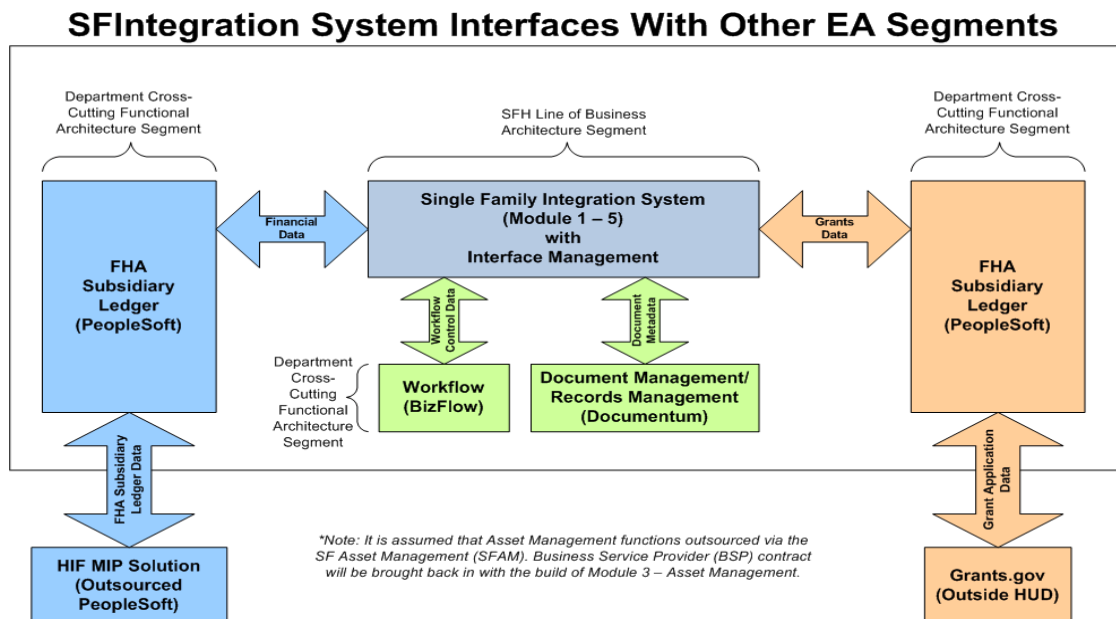 SFIntegration System Interfaces With Other EA Segments
Department Cross-
Cutting Functional
Architecture Segment
SFH Line of Business
Architecture Segment
Department Cross-
Cutting Functional
Architecture Segment
FHA
Subsidiary
Ledger
(PeopleSoft)
Financial
Data
Single Family Integration System
(Module 1 – 5)
with
Interface Management
Grants
Data
FHA
Subsidiary
Ledger
(PeopleSoft)
Workflow
Control Data
Document
Metadata
Department
Cross-
Cutting
Functional
Architecture
Segment
Workflow
(BizFlow)
Document Management/
Records Management
(Documentum)
FHA Subsidiary
Ledger Data
Grant Application
Data
HIF MIP Solution
(Outsourced
PeopleSoft)
*Note: It is assumed that Asset Management functions outsourced via the
SF Asset Management (SFAM). Business Service Provider (BSP) contract
will be brought back in with the build of Module 3 – Asset Management.
Grants.gov
(Outside HUD)